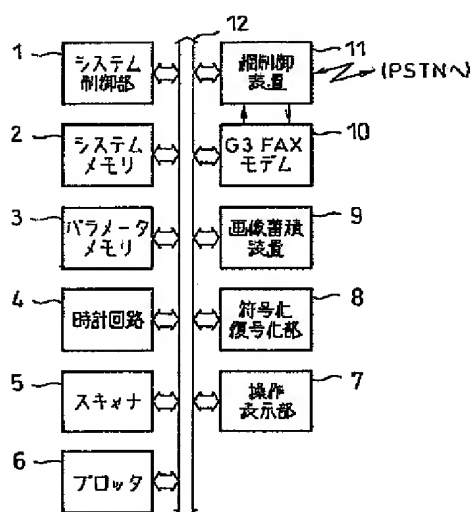 12
1
システム
制御部
11
網制御
装置
(PSTNへ)
2
システム
メモリ
10
G3 FAX
モデム
3
パラメータ
メモリ
9
画像蓄積
装置
4
時計回路
8
符号化
復号化部
5
スキャナ
7
操作
表示部
6
プロッタ